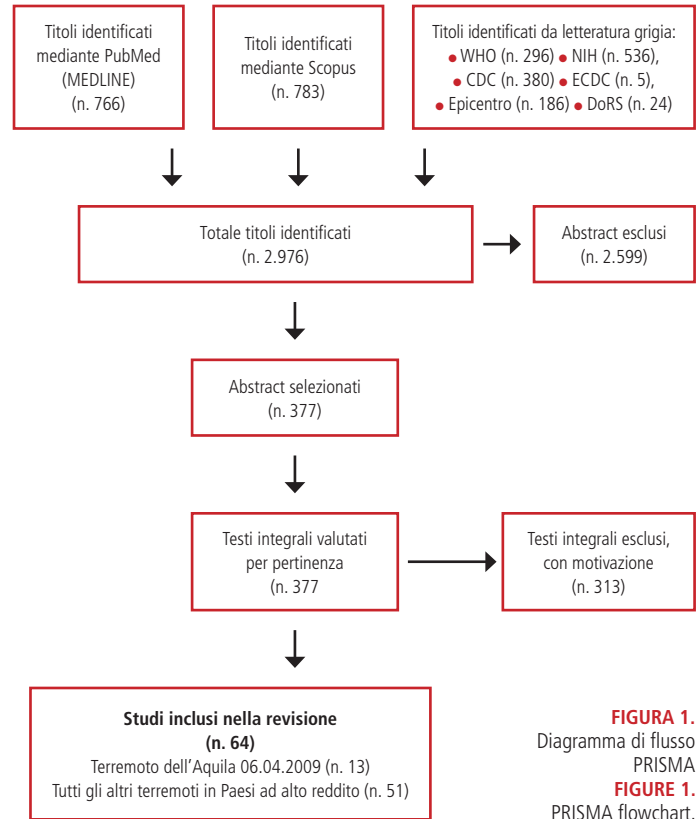 Titoli identificati
mediante PubMed
(MEDLINE)
(n. 766)
Titoli identificati
mediante Scopus
(n. 783)
Titoli identificati da letteratura grigia:
● WHO (n. 296) ● NIH (n. 536),
● CDC (n. 380) ● ECDC (n. 5),
● Epicentro (n. 186) ● DoRS (n. 24)
Totale titoli identificati
(n. 2.976)
Abstract esclusi
(n. 2.599)
Abstract selezionati
(n. 377)
Testi integrali valutati
per pertinenza
(n. 377
Testi integrali esclusi,
con motivazione
(n. 313)
Studi inclusi nella revisione
(n. 64)
Terremoto dell'Aquila 06.04.2009 (n. 13)
Tutti gli altri terremoti in Paesi ad alto reddito (n. 51)
FIGURA 1.
Diagramma di flusso
PRISMA
FIGURE 1.
PRISMA flowchart.